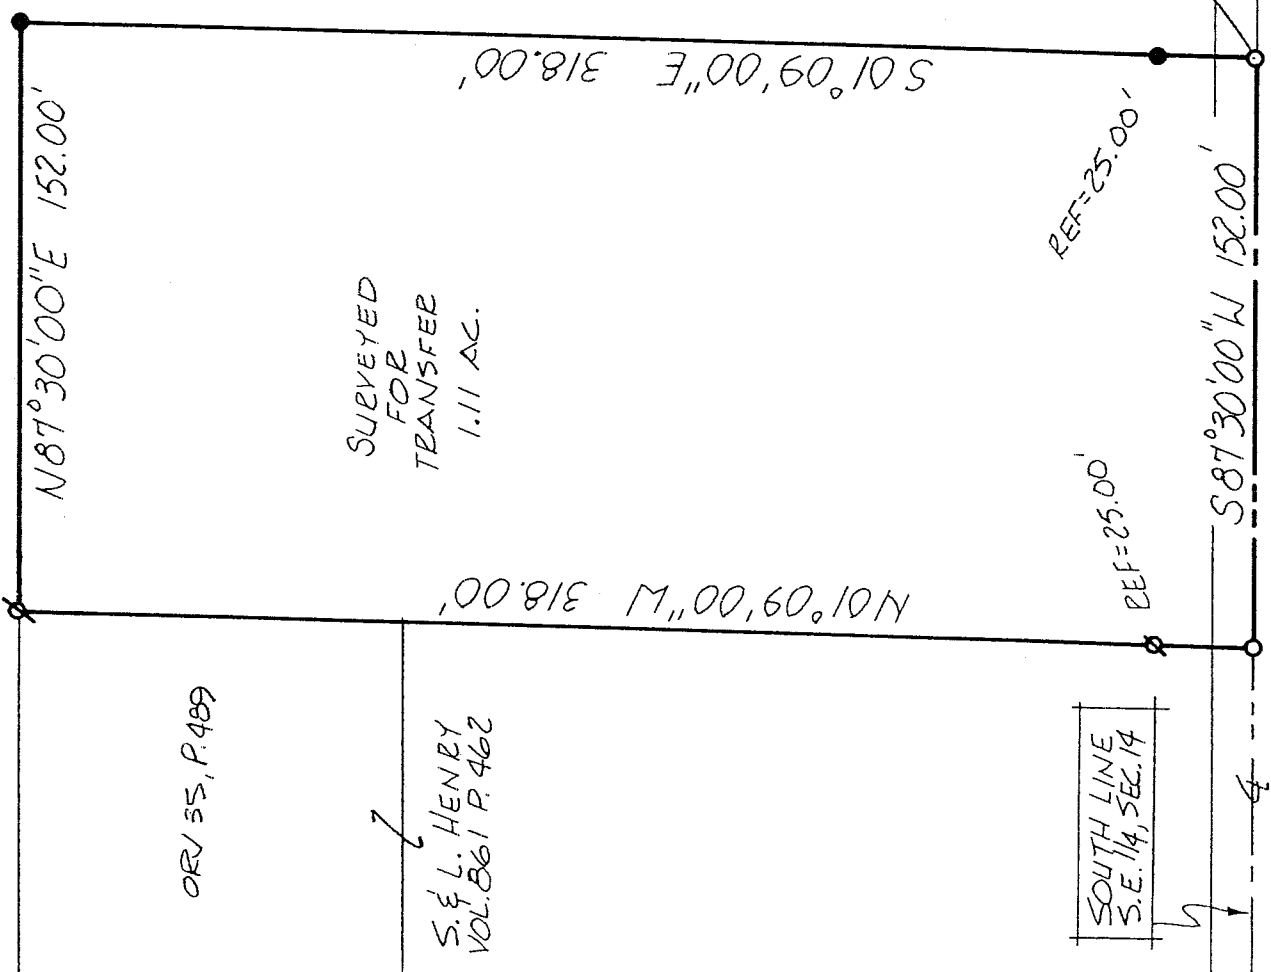 N87°30'00"E 152.00'
S01°09'00"E 318.00'
SURVEYED
FOR
TRANSFER
1.11 AC.
REF=25.00'
REF=25.00'
S87°30'00"W 152.00'
N01°09'00"W 318.00'
ORV 35, P.489
S. & L. HENRY
VOL. 861 P. 462
SOUTH LINE
S.E. 1/4, SEC. 14
℄